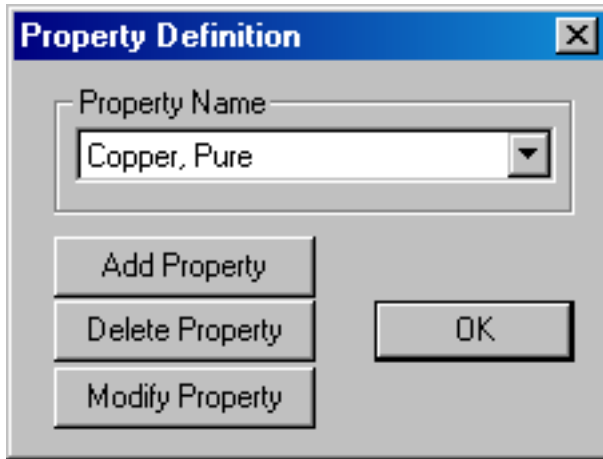 Property Definition
Property Name
Copper, Pure
Add Property
Delete Property
OK
Modify Property